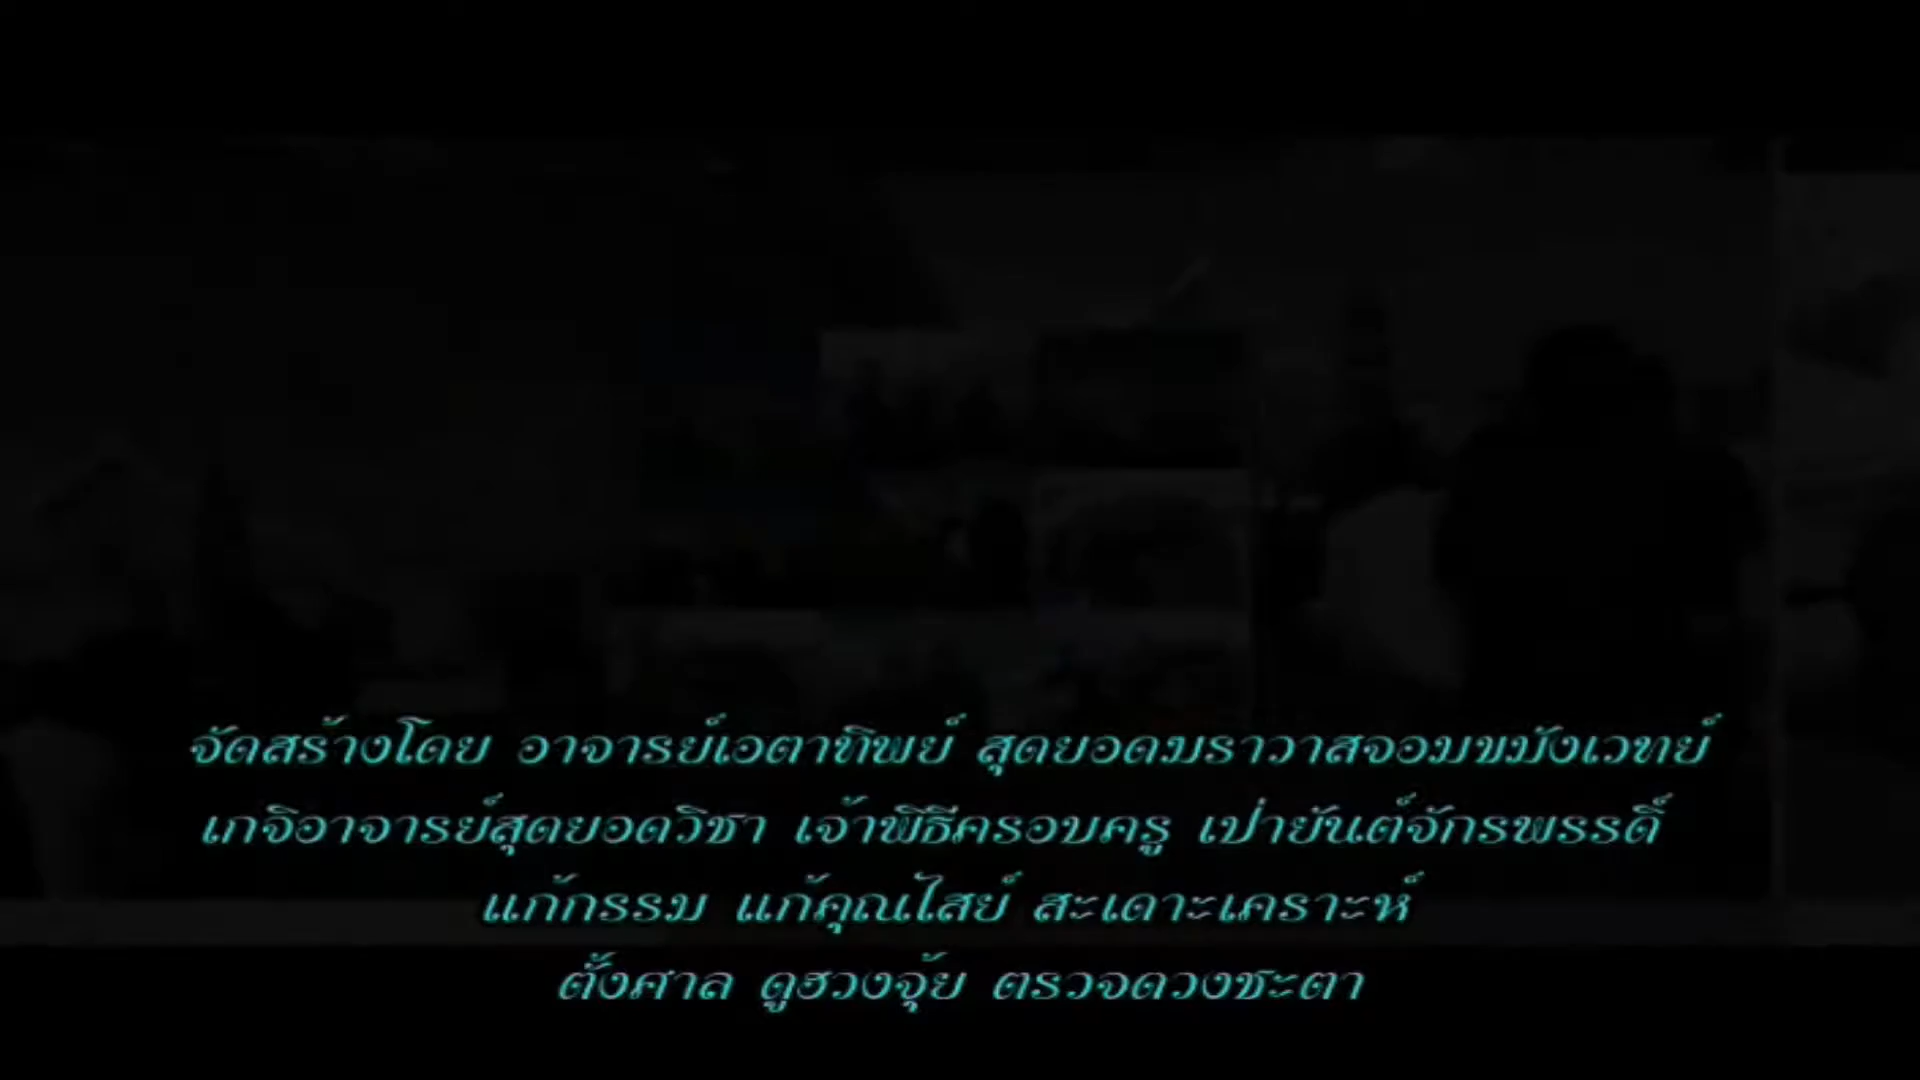 จัดสร้างโดย อาจารย์เอตาทิพย์ สุดยอดฆราวาสจอมขมังเวทย์
เกจิอาจารย์สุดยอดวิชา เจ้าพิธีครอบครู เป่ายันต์จักรพรรดิ์
แก้กรรม แก้คุณไสย์ สะเดาะเคราะห์
ตั้งศาล ดูฮวงจุ้ย ตรวจดวงชะตา